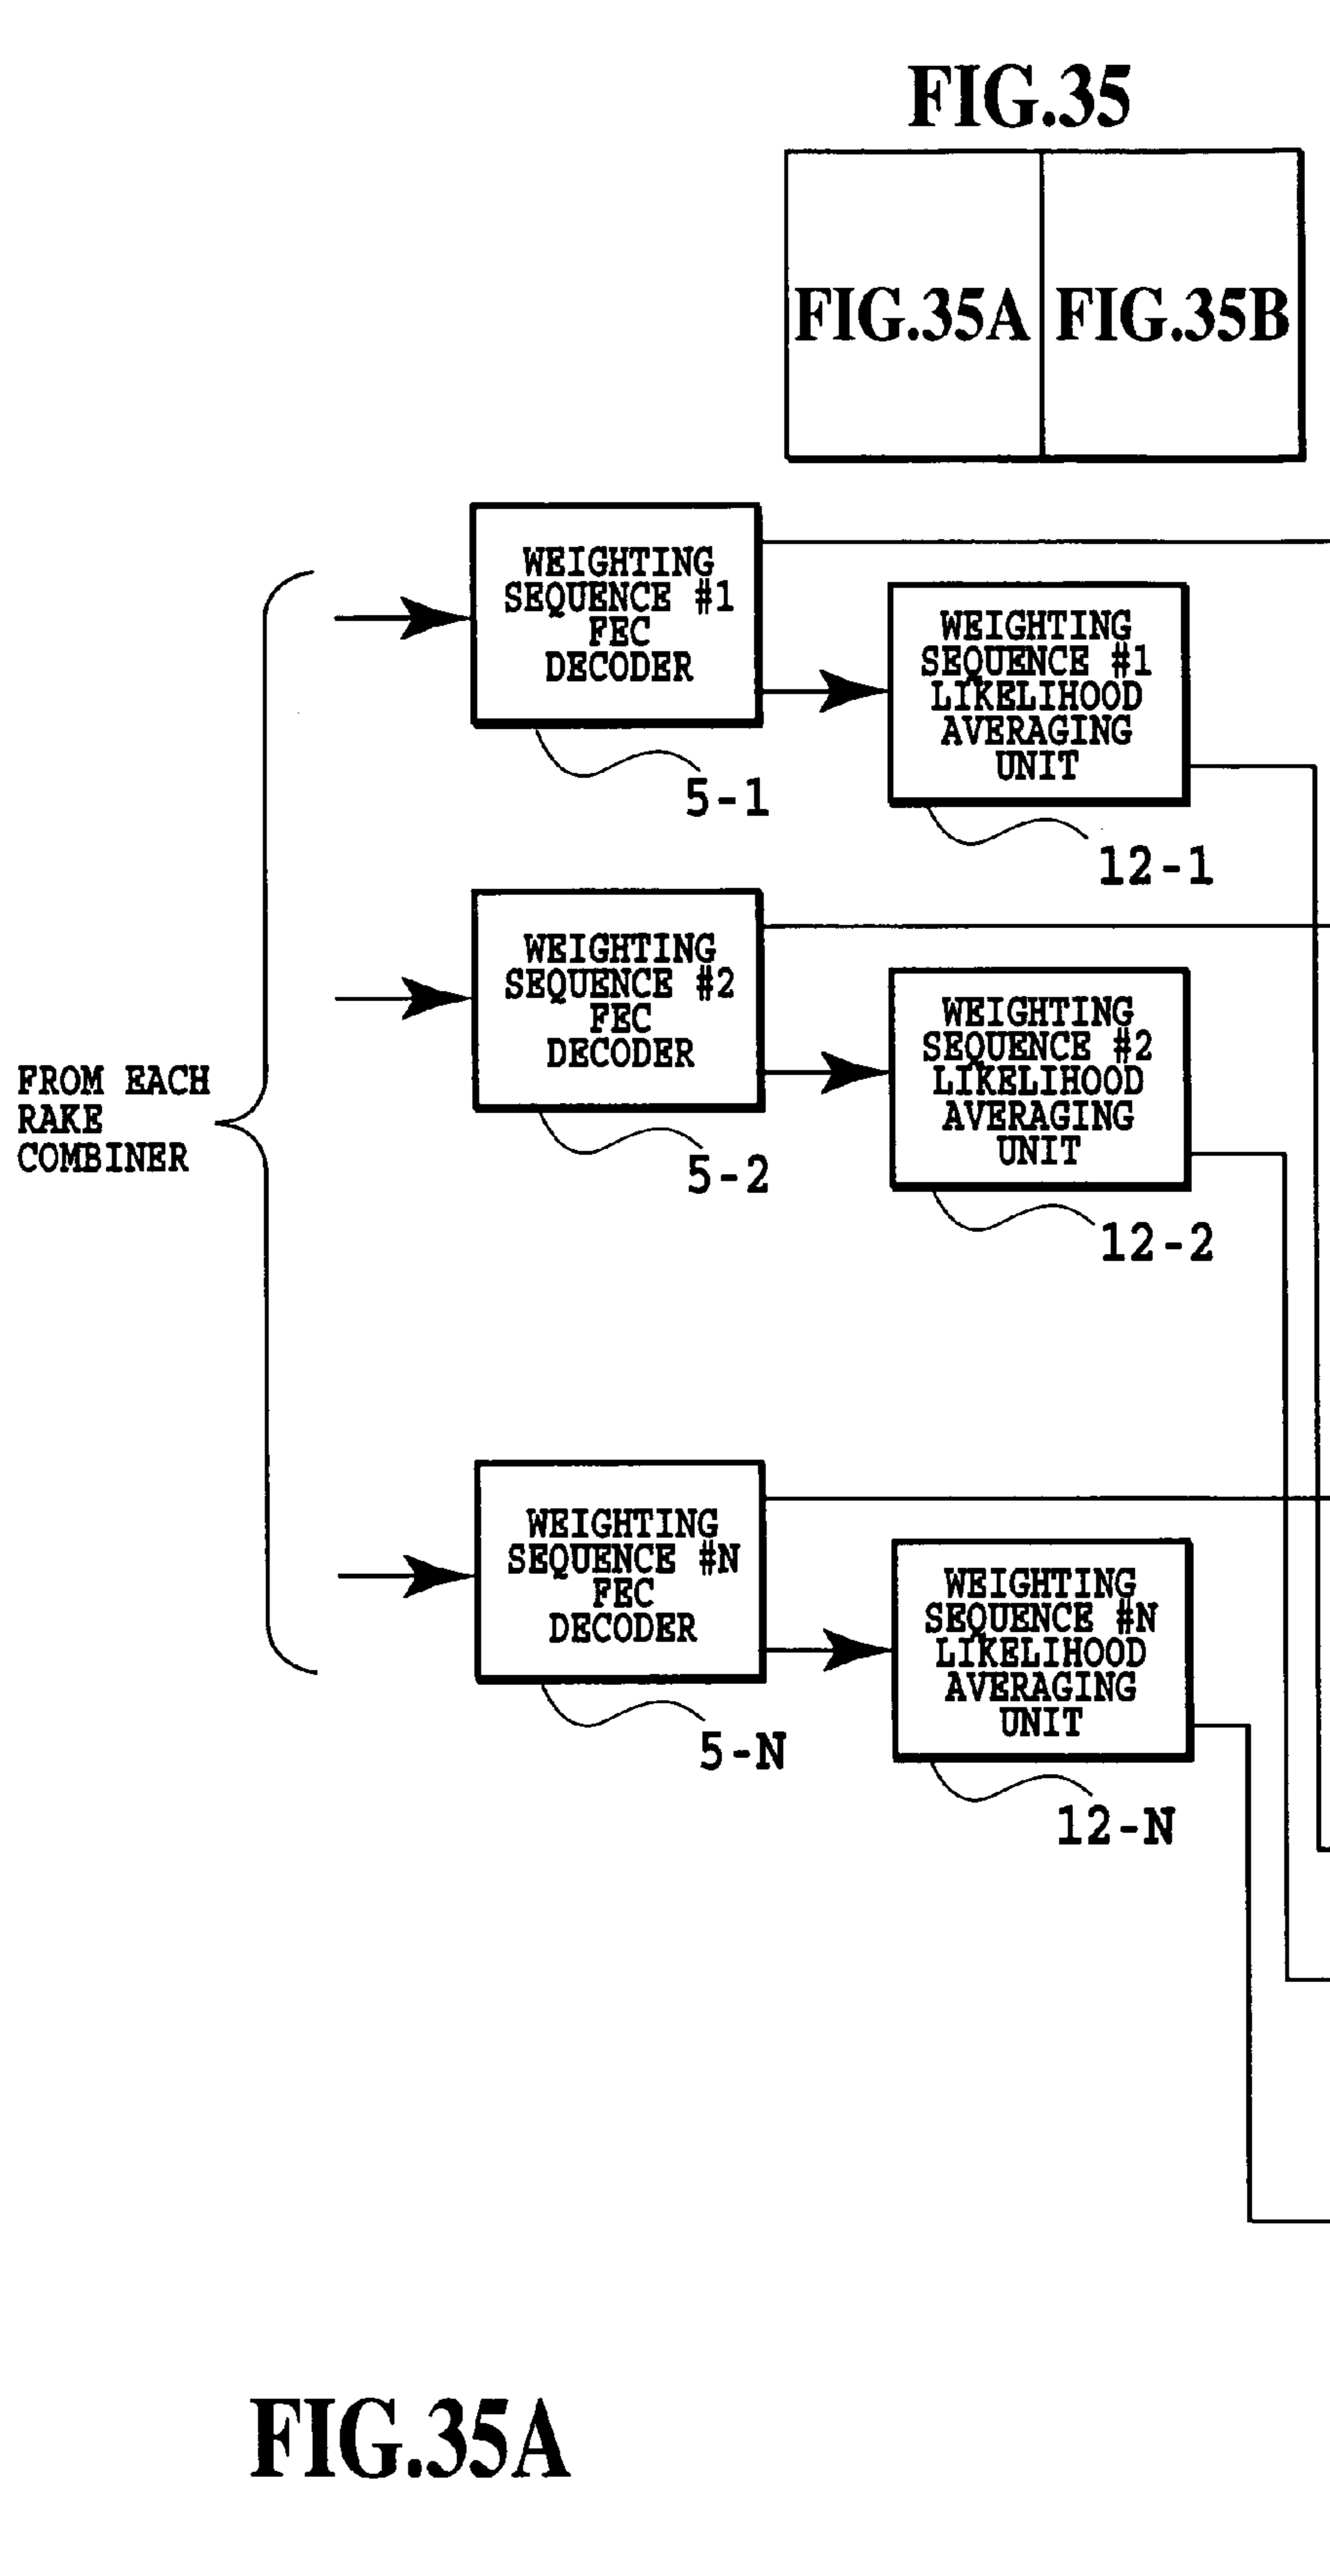 FIG.35
FIG.35A
FIG.35B
WEIGHTING
SEQUENCE #1
FEC
DECODER
5-1
WEIGHTING
SEQUENCE #1
LIKELIHOOD
AVERAGING
UNIT
12-1
WEIGHTING
SEQUENCE #2
FEC
DECODER
5-2
WEIGHTING
SEQUENCE #2
LIKELIHOOD
AVERAGING
UNIT
12-2
FROM EACH
RAKE
COMBINER
WEIGHTING
SEQUENCE #N
FEC
DECODER
5-N
WEIGHTING
SEQUENCE #N
LIKELIHOOD
AVERAGING
UNIT
12-N
FIG.35A